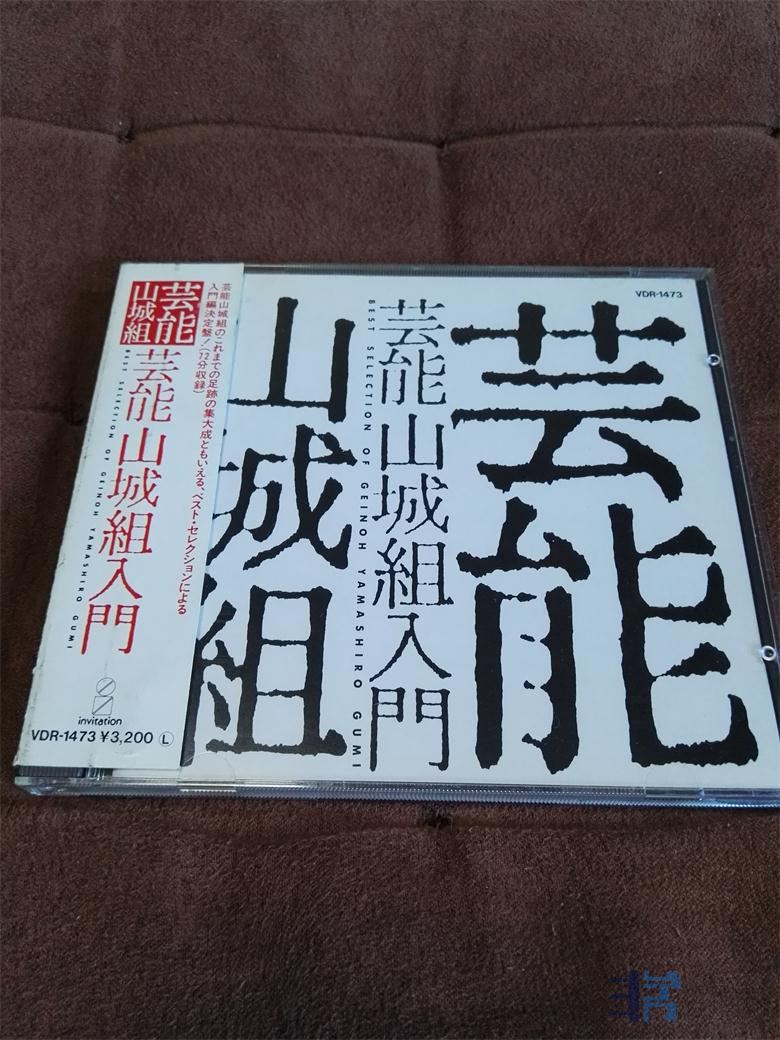 芸能
山城組
芸能山城組入門
BEST SELECTION OF GEINOH YAMASHIRO GUMI
芸能山城組のこれまでの足跡の集大成ともいえる、ベスト・セレクションによる
入門編決定盤!(72分収録)
invitation
VDR-1473 ¥3,200 Ⓛ
VDR-1473
芸能
山城組
芸能山城組入門
BEST SELECTION OF GEINOH YAMASHIRO GUMI